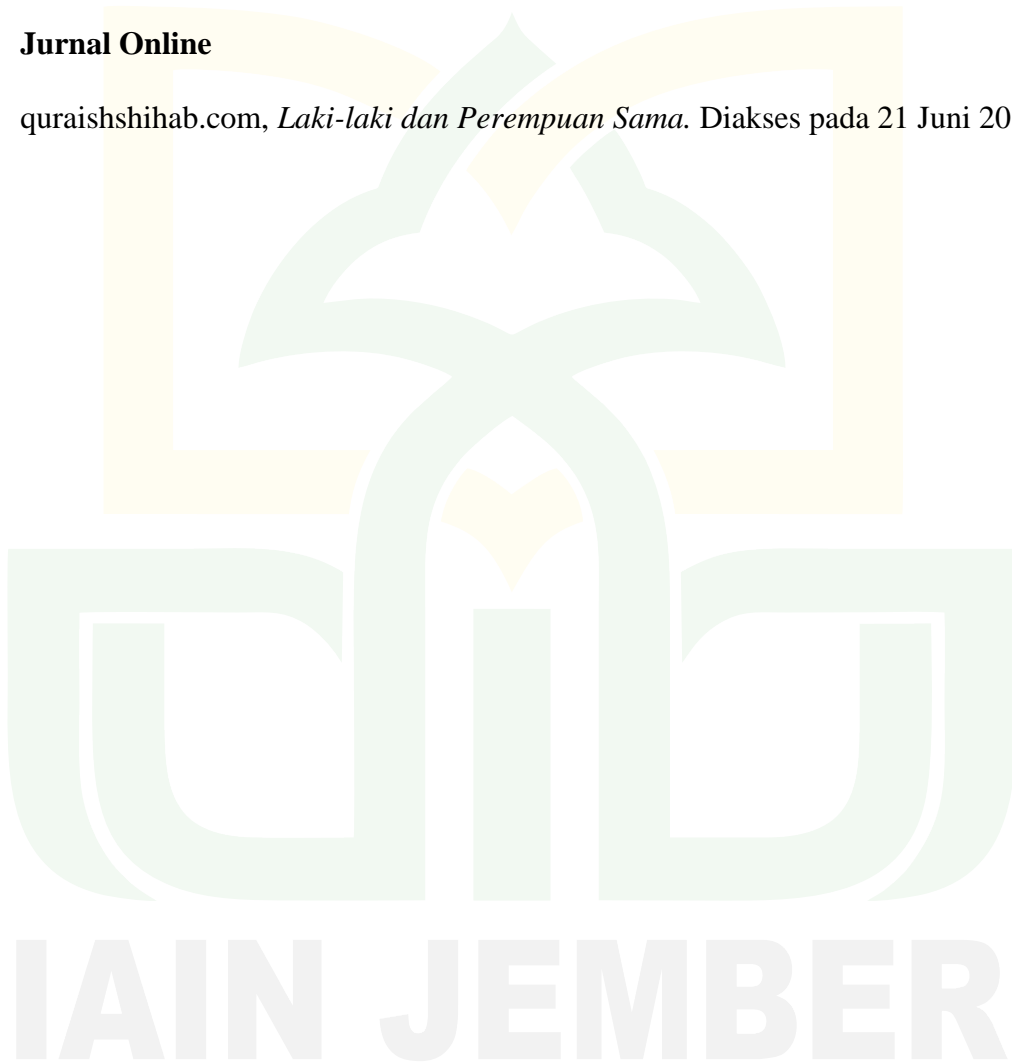 Jurnal Online
quraishshihab.com, Laki-laki dan Perempuan Sama. Diakses pada 21 Juni 20
IAIN JEMBER